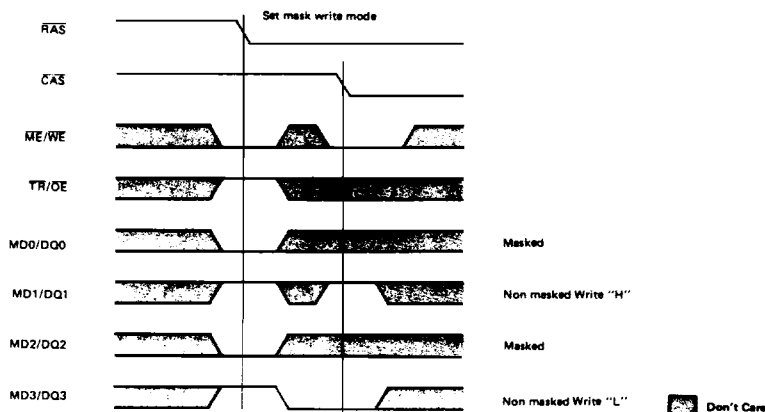 Set mask write mode
RAS
CAS
ME/WE
TR/OE
MD0/DQ0
Masked
MD1/DQ1
Non masked Write "H"
MD2/DQ2
Masked
MD3/DQ3
Non masked Write "L"
Don't Care